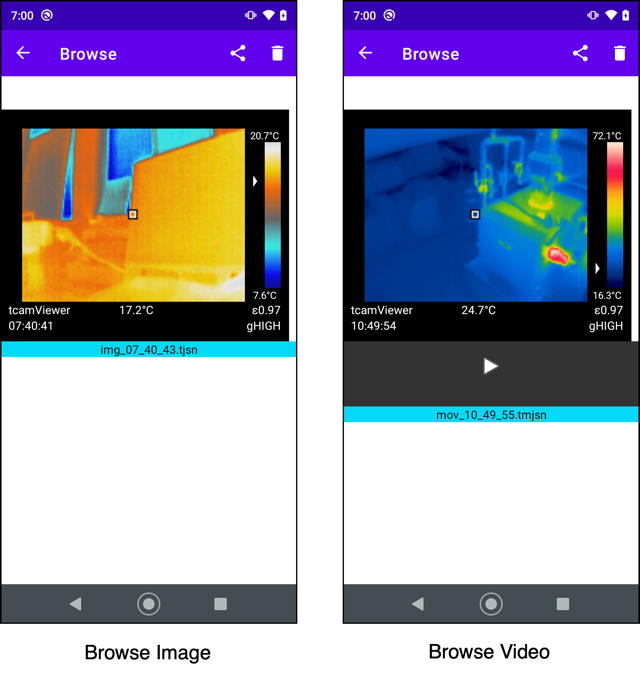 7:00
Browse
20.7°C
7.6°C
tcamViewer 17.2°C ε0.97
07:40:41 gHIGH
img_07_40_43.tjsn
Browse Image
7:00
Browse
72.1°C
16.3°C
tcamViewer 24.7°C ε0.97
10:49:54 gHIGH
mov_10_49_55.tmjsn
Browse Video